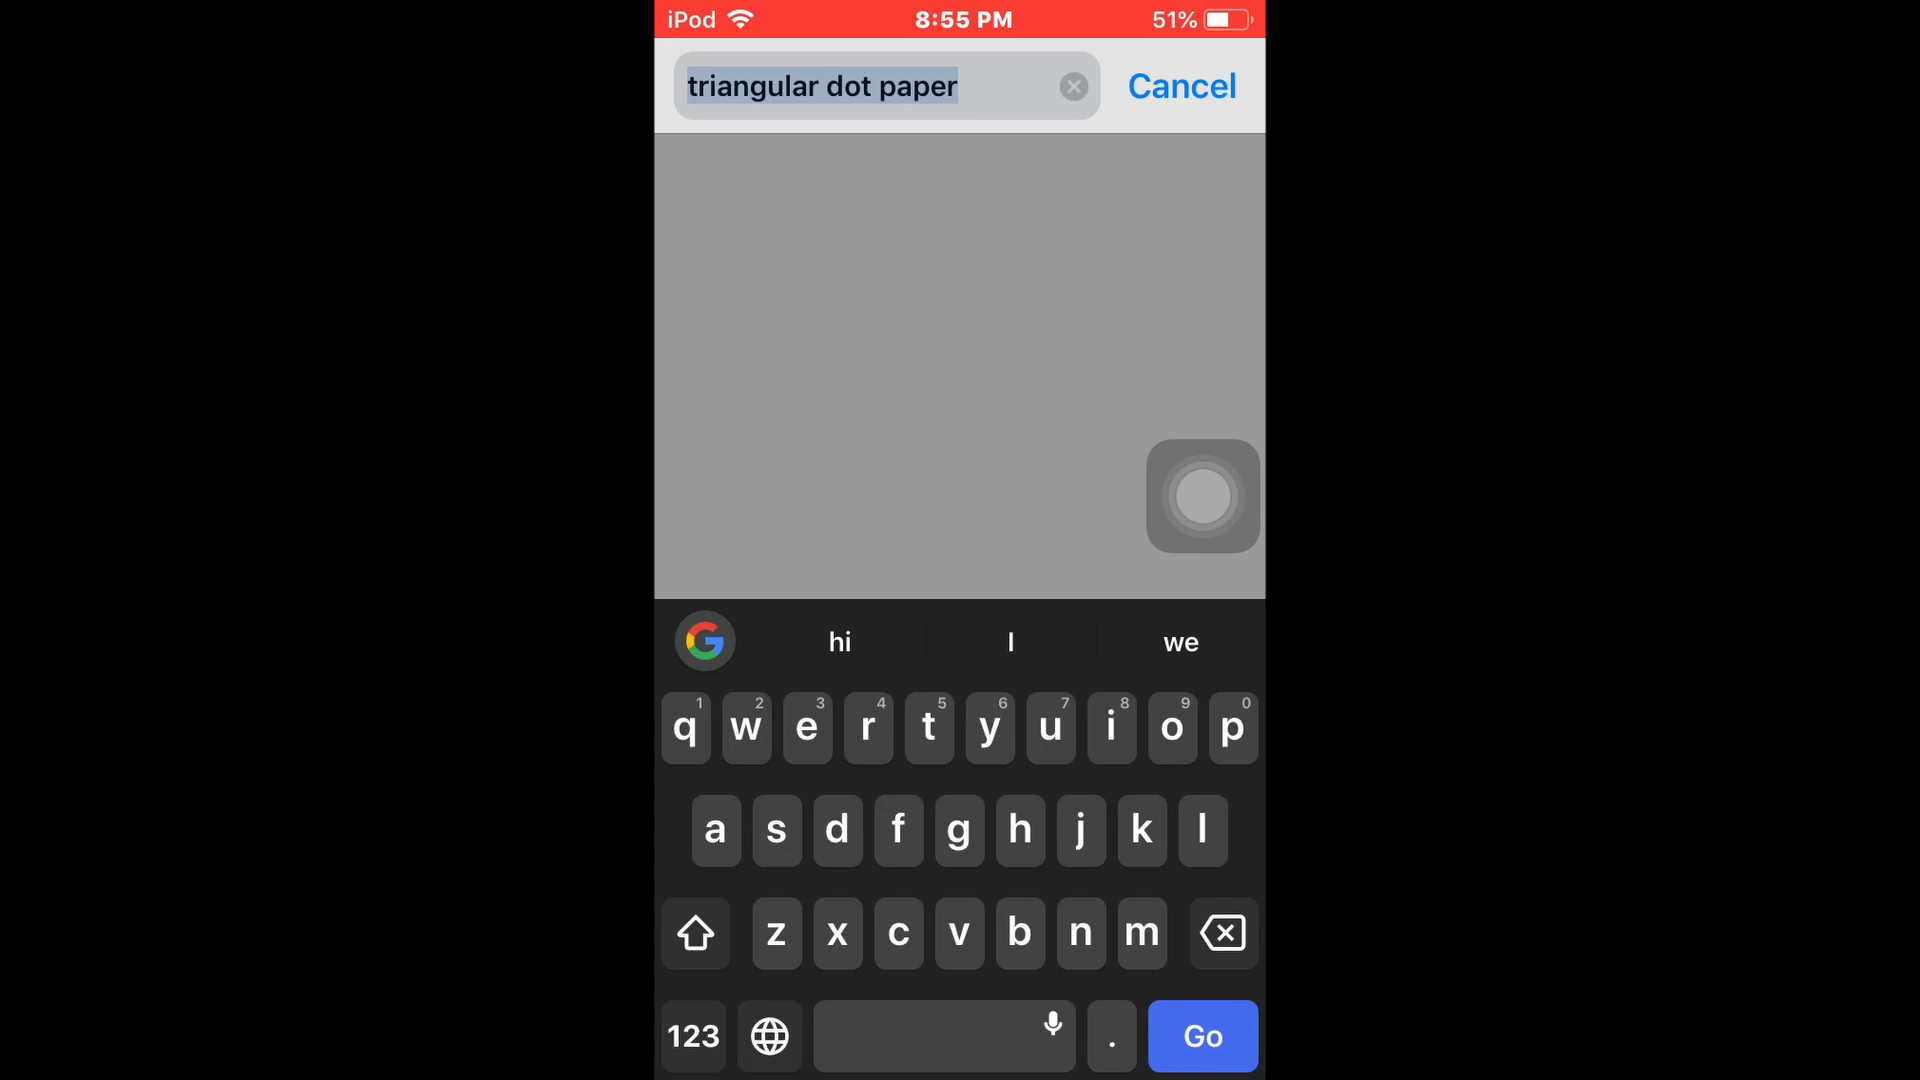 iPod 8:55 PM 51%
triangular dot paper Cancel
hi I we
1 2 3 4 5 6 7 8 9 0
q w e r t y u i o p
a s d f g h j k l
z x c v b n m
123 . Go